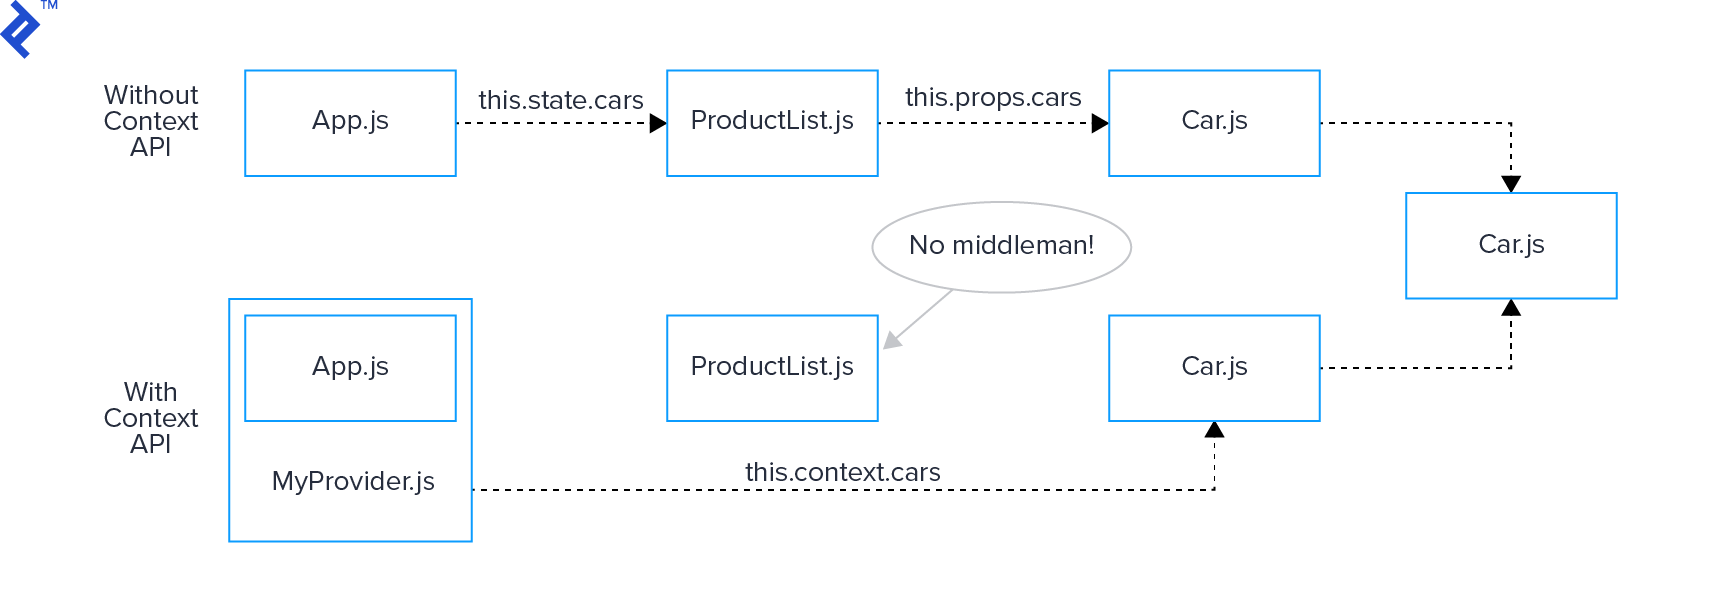 TM
Without
Context
API
App.js
this.state.cars
ProductList.js
this.props.cars
Car.js
Car.js
No middleman!
With
Context
API
App.js
MyProvider.js
ProductList.js
Car.js
this.context.cars